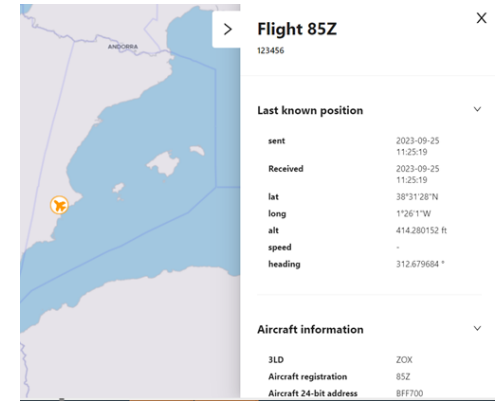 ANDORRA
Flight 85Z
123456
Last known position
sent 2023-09-25
11:25:19
Received 2023-09-25
11:25:19
lat 38°31'28"N
long 1°26'1"W
alt 414.280152 ft
speed -
heading 312.679684 °
Aircraft information
3LD ZOX
Aircraft registration 85Z
Aircraft 24-bit address BFF700